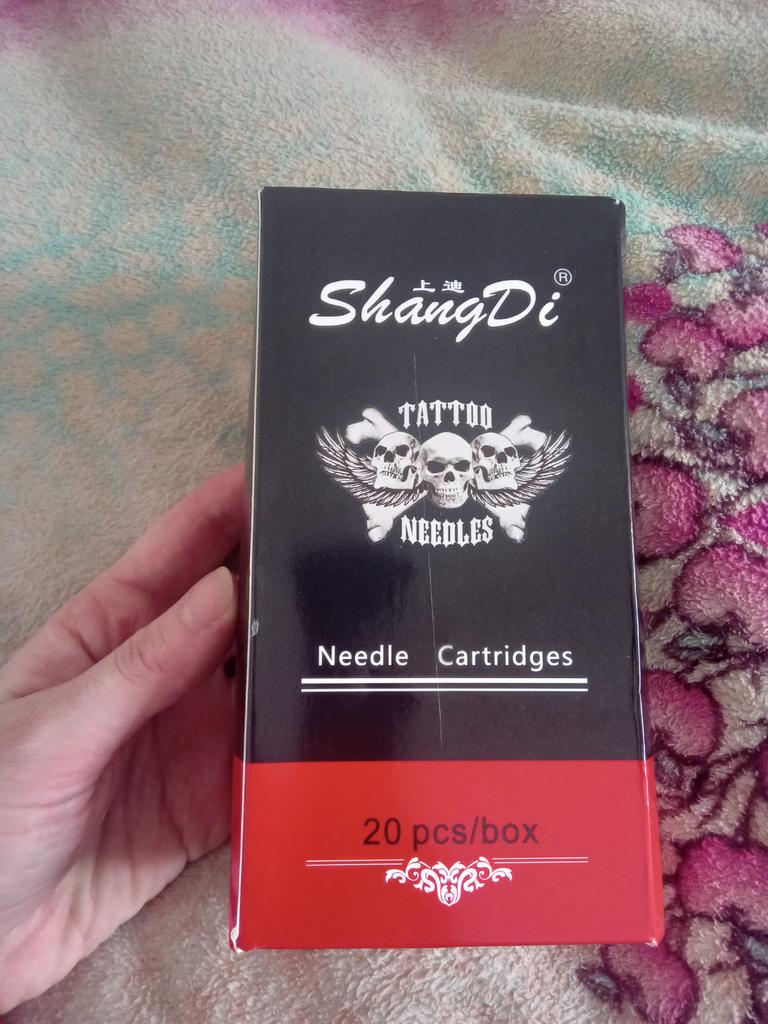 上迪
ShangDi®
TATTOO
NEEDLES
Needle Cartridges
20 pcs/box